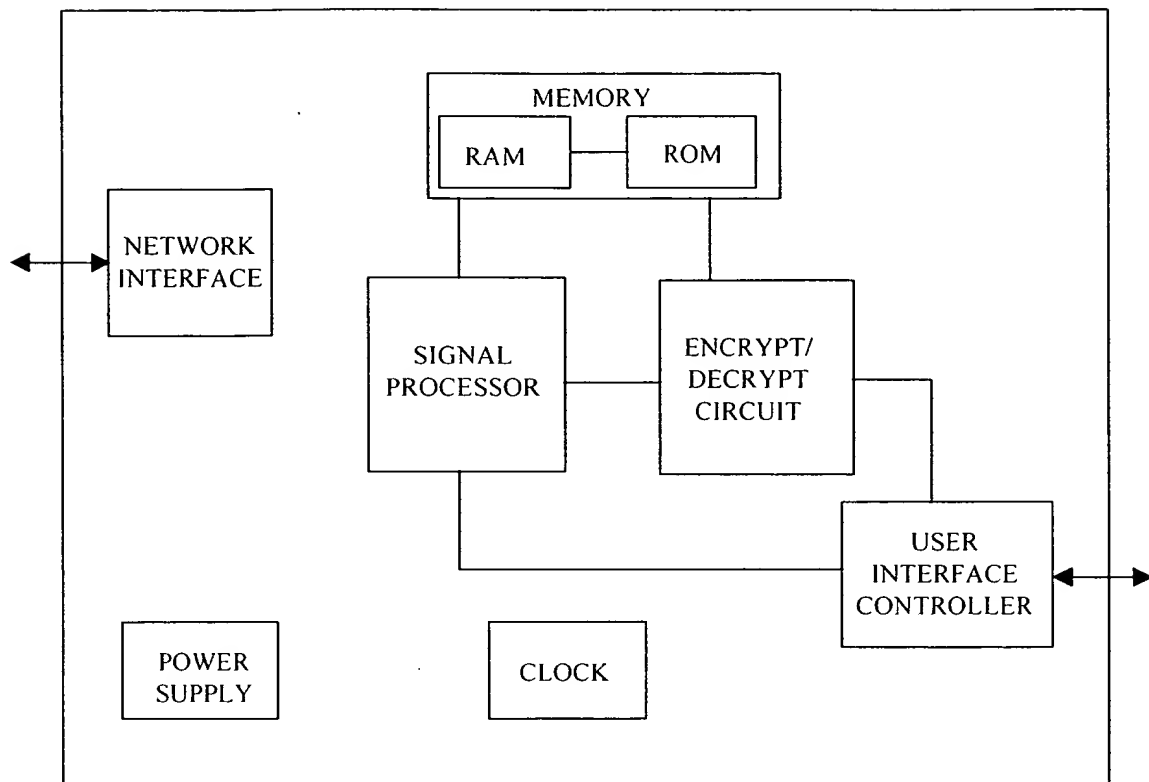 MEMORY
RAM
ROM
NETWORK
INTERFACE
SIGNAL
PROCESSOR
ENCRYPT/
DECRYPT
CIRCUIT
USER
INTERFACE
CONTROLLER
POWER
SUPPLY
CLOCK